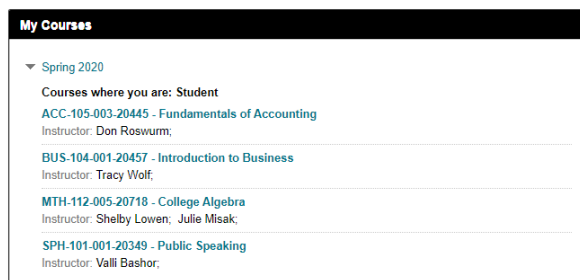 My Courses
Spring 2020
Courses where you are: Student
ACC-105-003-20445 - Fundamentals of Accounting
Instructor: Don Roswurm;
BUS-104-001-20457 - Introduction to Business
Instructor: Tracy Wolf;
MTH-112-005-20718 - College Algebra
Instructor: Shelby Lowen; Julie Misak;
SPH-101-001-20349 - Public Speaking
Instructor: Valli Bashor;